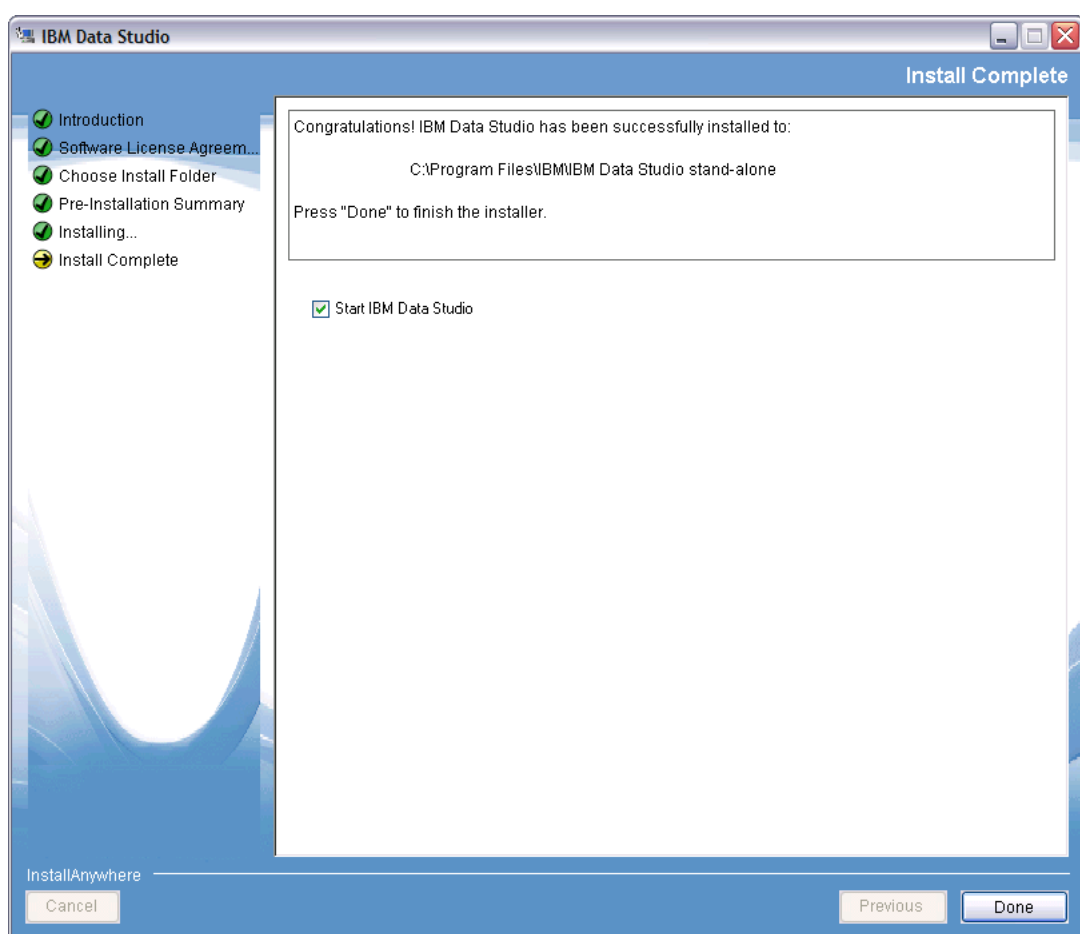 IBM Data Studio
Install Complete
Introduction
Software License Agreem...
Choose Install Folder
Pre-Installation Summary
Installing...
Install Complete
Congratulations! IBM Data Studio has been successfully installed to:
C:\Program Files\IBM\IBM Data Studio stand-alone
Press "Done" to finish the installer.
Start IBM Data Studio
InstallAnywhere
Cancel
Previous
Done